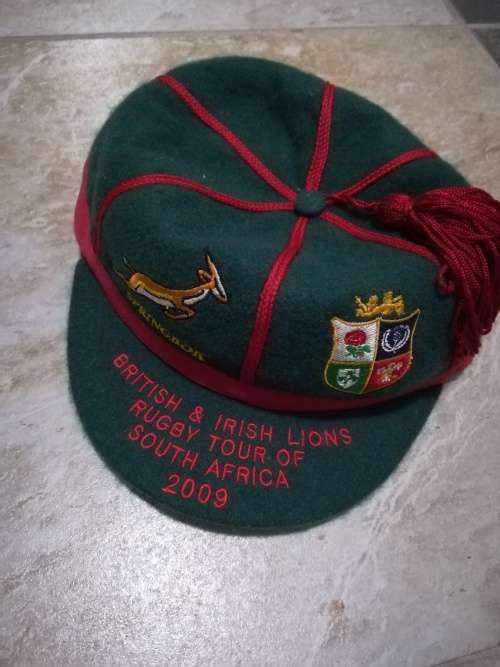 SPRINGBOK
BRITISH & IRISH LIONS
RUGBY TOUR OF
SOUTH AFRICA
2009